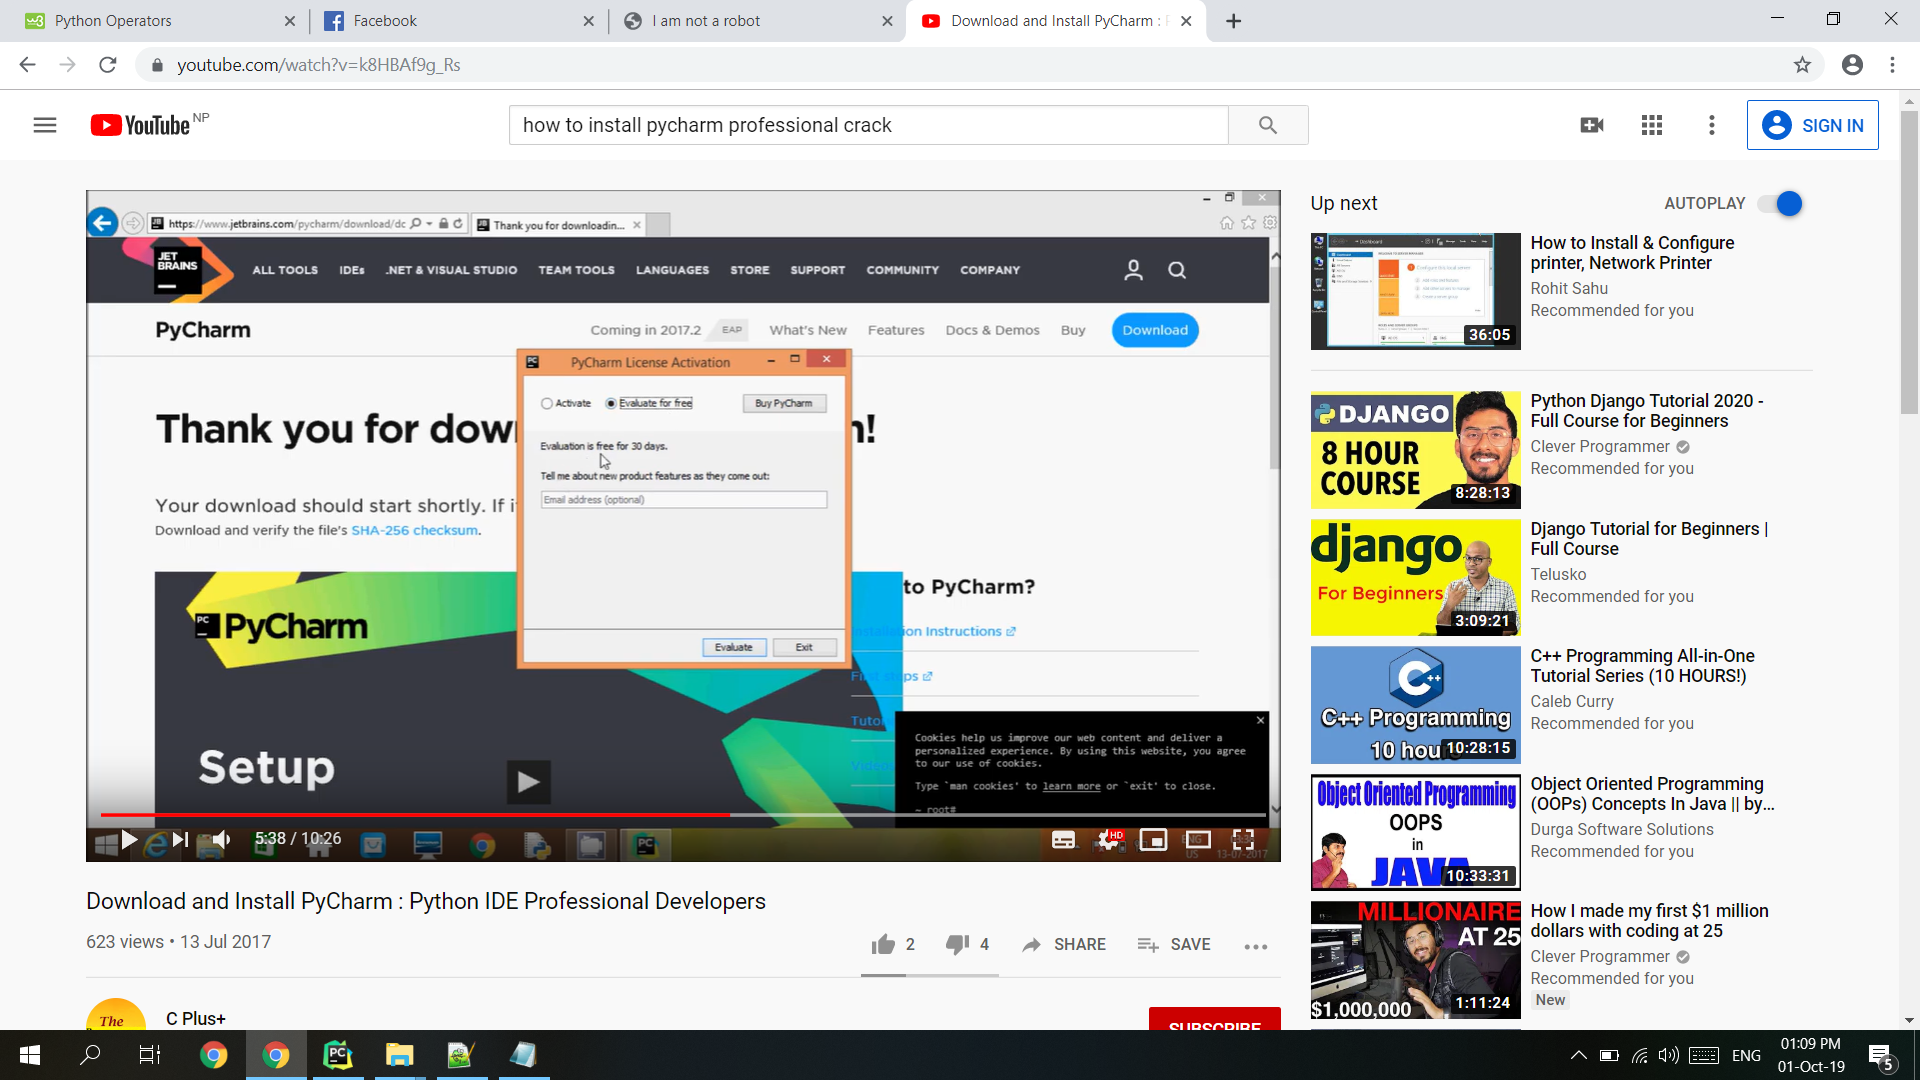 Python Operators
Facebook
I am not a robot
Download and Install PyCharm :
youtube.com/watch?v=k8HBAf9g_Rs
YouTube NP
how to install pycharm professional crack
SIGN IN
https://www.jetbrains.com/pycharm/download/dc
Thank you for downloadin...
JET BRAINS
ALL TOOLS IDEs .NET & VISUAL STUDIO TEAM TOOLS LANGUAGES STORE SUPPORT COMMUNITY COMPANY
PyCharm
Coming in 2017.2 EAP What's New Features Docs & Demos Buy Download
PyCharm License Activation
Activate Evaluate for free Buy PyCharm
Evaluation is free for 30 days.
Tell me about new product features as they come out:
Email address (optional)
Evaluate Exit
Thank you for dow !
Your download should start shortly. If i
Download and verify the file's SHA-256 checksum.
PC PyCharm
Setup
to PyCharm?
Instructions
Cookies help us improve our web content and deliver a
personalized experience. By using this website, you agree
to our use of cookies.
Type `man cookies' to learn more or `exit' to close.
~ root#
5:38 / 10:26
HD
ENG
US
13-07-2017
Download and Install PyCharm : Python IDE Professional Developers
623 views • 13 Jul 2017
2 4 SHARE SAVE
The
C Plus+
SUBSCRIBE
Up next
AUTOPLAY
36:05
How to Install & Configure
printer, Network Printer
Rohit Sahu
Recommended for you
DJANGO
8 HOUR
COURSE
8:28:13
Python Django Tutorial 2020 -
Full Course for Beginners
Clever Programmer
Recommended for you
django
For Beginners
3:09:21
Django Tutorial for Beginners |
Full Course
Telusko
Recommended for you
C++
C++ Programming
10 hou
10:28:15
C++ Programming All-in-One
Tutorial Series (10 HOURS!)
Caleb Curry
Recommended for you
Object Oriented Programming
OOPS
in
JAVA
10:33:31
Object Oriented Programming
(OOPs) Concepts In Java || by...
Durga Software Solutions
Recommended for you
MILLIONAIRE
AT 25
$1,000,000
1:11:24
How I made my first $1 million
dollars with coding at 25
Clever Programmer
Recommended for you
New
PC
ENG
01:09 PM
01-Oct-19
5